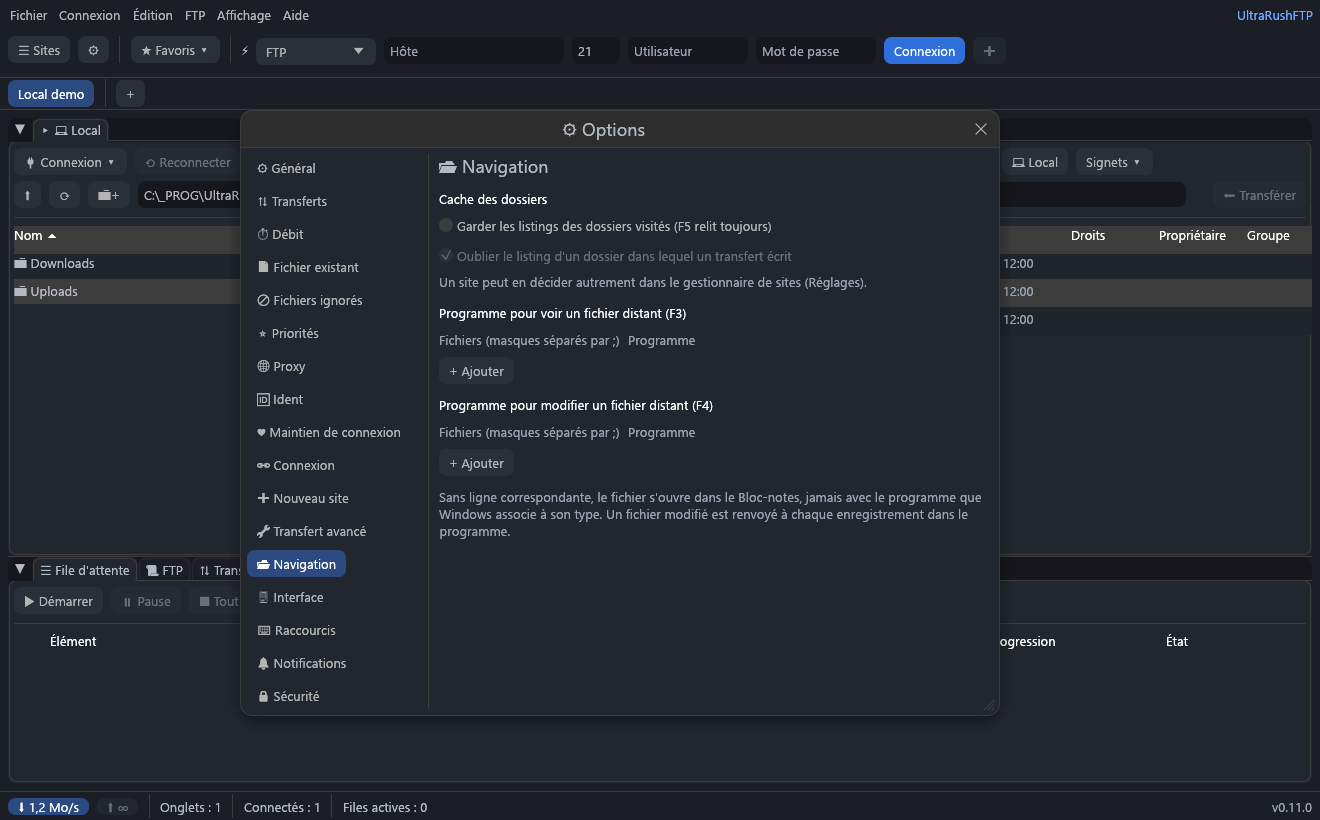 Fichier Connexion Édition FTP Affichage Aide UltraRushFTP
Sites Favoris FTP Hôte 21 Utilisateur Mot de passe Connexion +
Local demo +
Local
Options
Connexion Reconnecter Local Signets
C:\_PROG\UltraR Transférer
Nom Droits Propriétaire Groupe
Downloads 12:00
Uploads 12:00
12:00
Général
Transferts
Débit
Fichier existant
Fichiers ignorés
Priorités
Proxy
Ident
Maintien de connexion
Connexion
Nouveau site
Transfert avancé
Navigation
Interface
Raccourcis
Notifications
Sécurité
Navigation
Cache des dossiers
Garder les listings des dossiers visités (F5 relit toujours)
Oublier le listing d'un dossier dans lequel un transfert écrit
Un site peut en décider autrement dans le gestionnaire de sites (Réglages).
Programme pour voir un fichier distant (F3)
Fichiers (masques séparés par ;) Programme
+ Ajouter
Programme pour modifier un fichier distant (F4)
Fichiers (masques séparés par ;) Programme
+ Ajouter
Sans ligne correspondante, le fichier s'ouvre dans le Bloc-notes, jamais avec le programme que
Windows associe à son type. Un fichier modifié est renvoyé à chaque enregistrement dans le
programme.
File d'attente FTP Trans
Démarrer Pause Tout
Élément ogression État
1,2 Mo/s ∞ Onglets : 1 Connectés : 1 Files actives : 0 v0.11.0